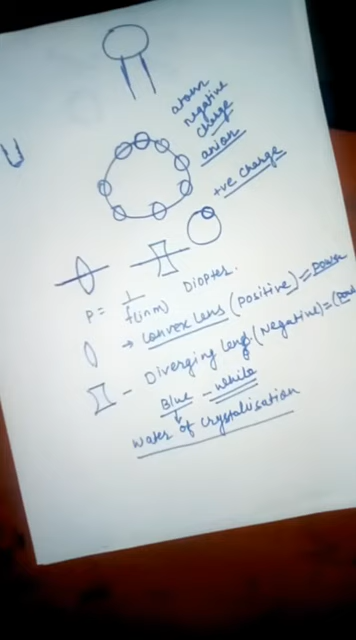 atom
negative
charge
anion
+ve charge
P = 1/f(in m) Diopter.
→ Convex lens (Positive) = Power
- Diverging lens (Negative) =
Blue - while
Water of crystallisation